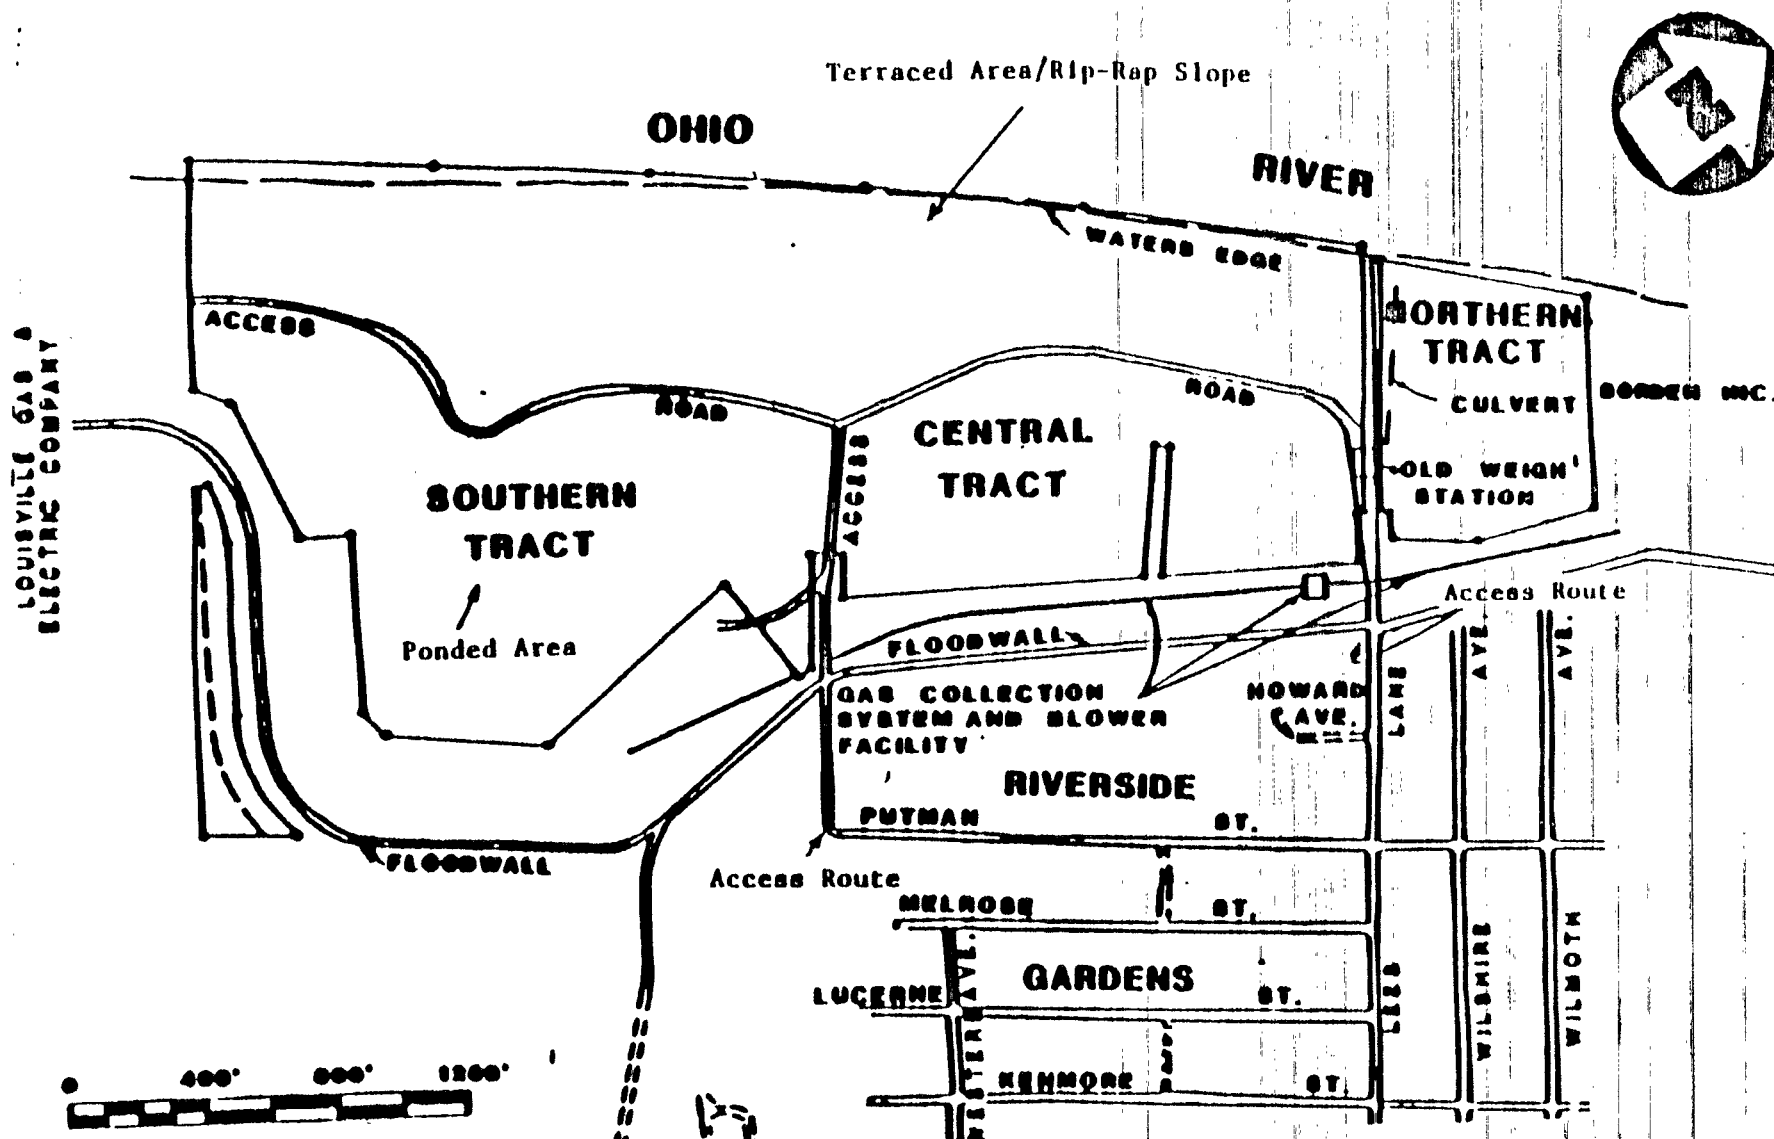 Terraced Area/Rip-Rap Slope
OHIO
RIVER
N
WATERS EDGE
NORTHERN
TRACT
ACCESS
ROAD
ROAD
LOUISVILLE GAS &
ELECTRIC COMPANY
CULVERT
BORDEN INC.
CENTRAL
TRACT
ACCESS
OLD WEIGH
STATION
SOUTHERN
TRACT
Access Route
Ponded Area
FLOODWALL
AVE.
AVE.
GAS COLLECTION
SYSTEM AND BLOWER
FACILITY
HOWARD
AVE.
LANE
RIVERSIDE
PUTMAN ST.
FLOODWALL
Access Route
MELROSE ST.
WESTERN AVE.
GARDENS
LUCERNE ST.
LEES
WILSHIRE
WILMOTH
KENMORE ST.
0 400' 800' 1200'